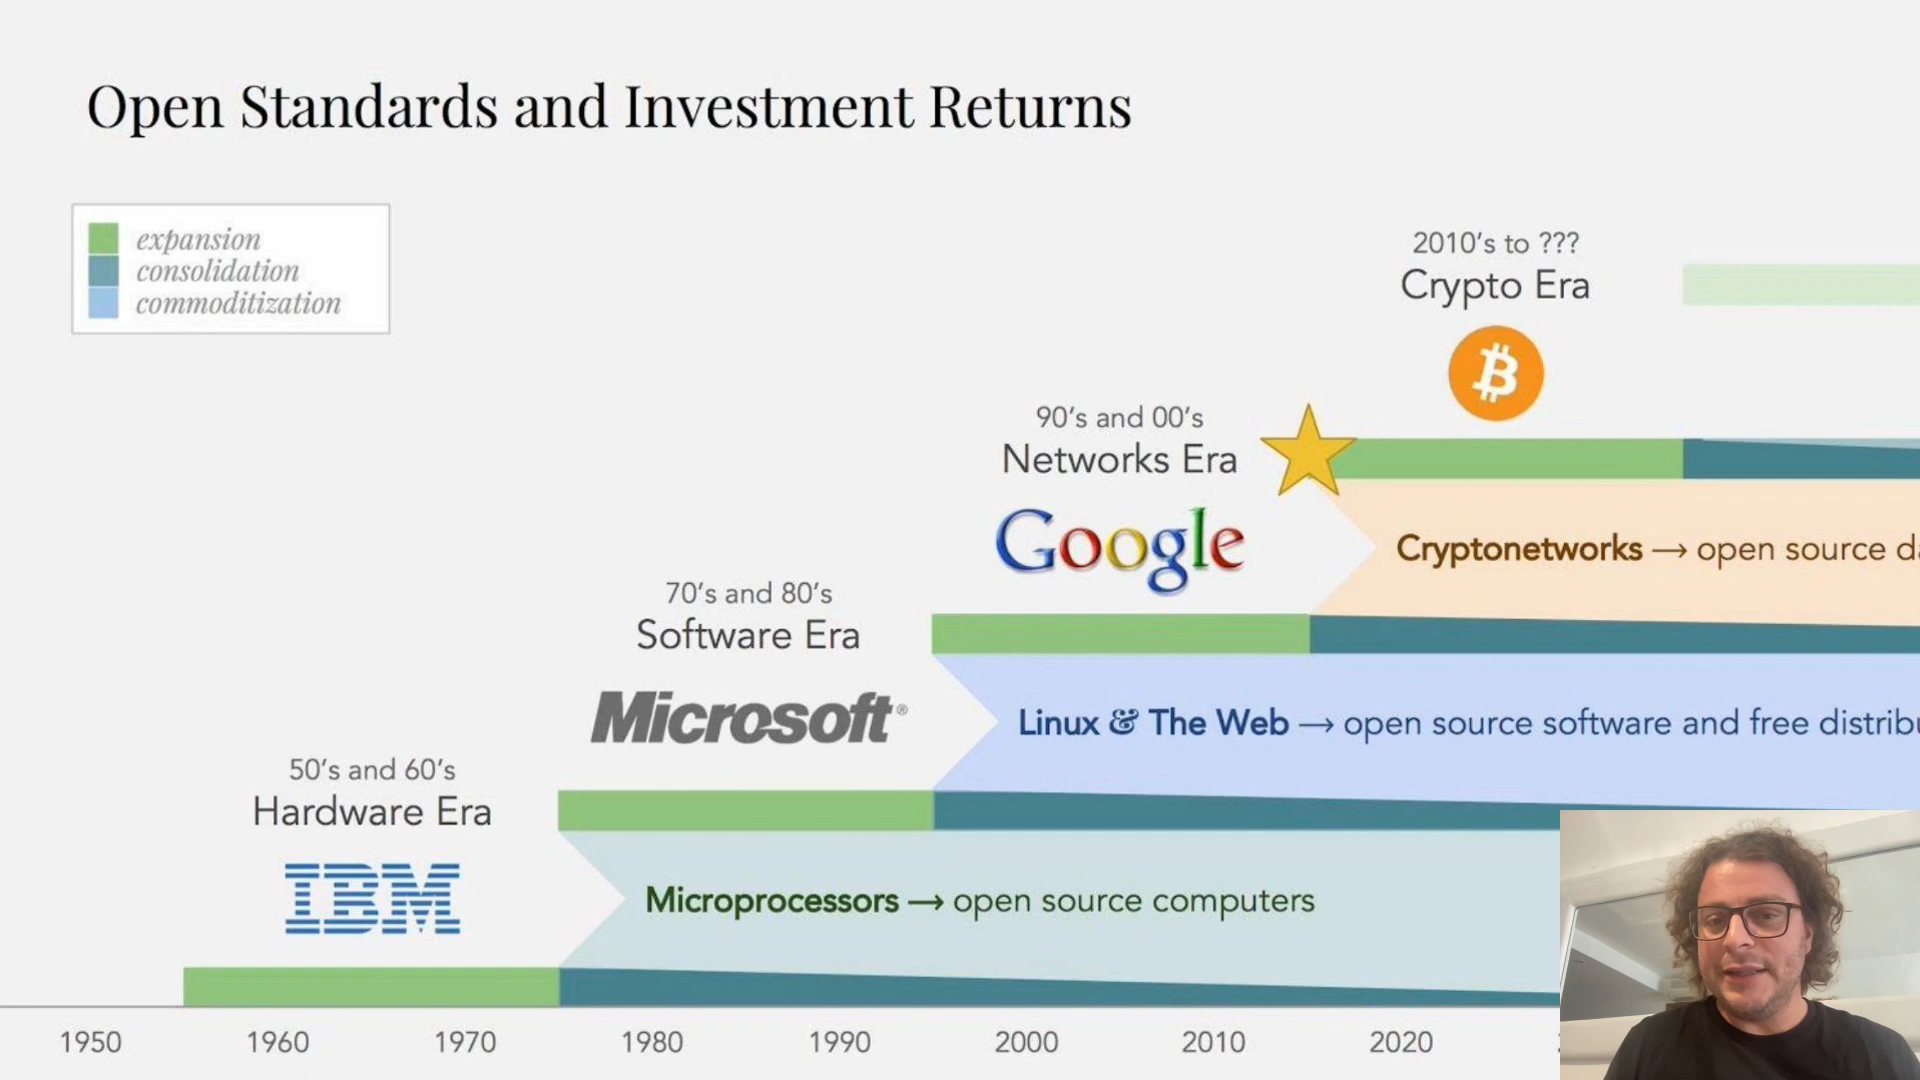 Open Standards and Investment Returns
expansion
consolidation
commoditization
2010's to ???
Crypto Era
90's and 00's
Networks Era
Google
Cryptonetworks → open source
70's and 80's
Software Era
Microsoft®
Linux & The Web → open source software and free
50's and 60's
Hardware Era
IBM
Microprocessors → open source computers
1950 1960 1970 1980 1990 2000 2010 2020